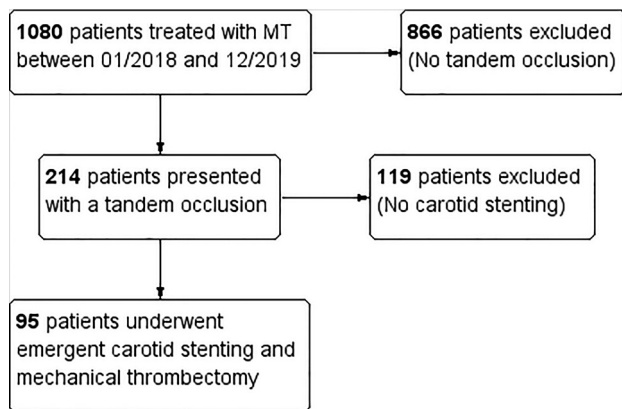 1080 patients treated with MT
between 01/2018 and 12/2019
866 patients excluded
(No tandem occlusion)
214 patients presented
with a tandem occlusion
119 patients excluded
(No carotid stenting)
95 patients underwent
emergent carotid stenting and
mechanical thrombectomy